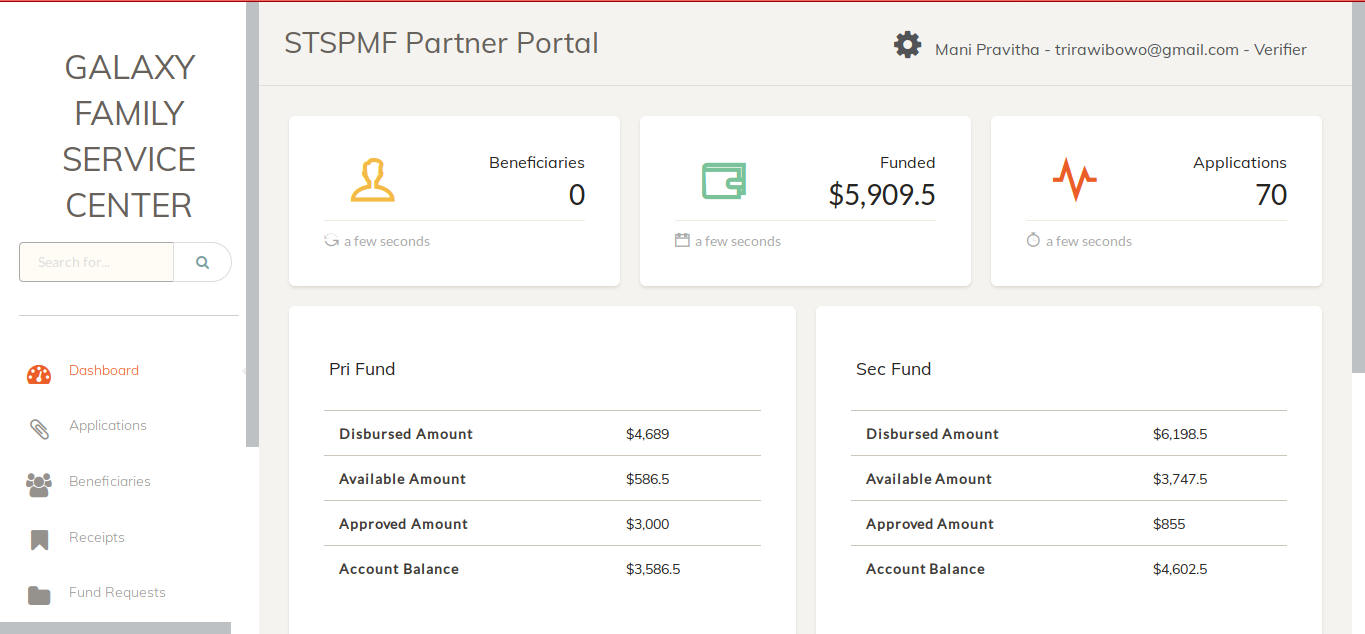 GALAXY
FAMILY
SERVICE
CENTER
Search for...
Dashboard
Applications
Beneficiaries
Receipts
Fund Requests
STSPMF Partner Portal
Mani Pravitha - trirawibowo@gmail.com - Verifier
Beneficiaries
0
a few seconds
Funded
$5,909.5
a few seconds
Applications
70
a few seconds
Pri Fund
Disbursed Amount $4,689
Available Amount $586.5
Approved Amount $3,000
Account Balance $3,586.5
Sec Fund
Disbursed Amount $6,198.5
Available Amount $3,747.5
Approved Amount $855
Account Balance $4,602.5